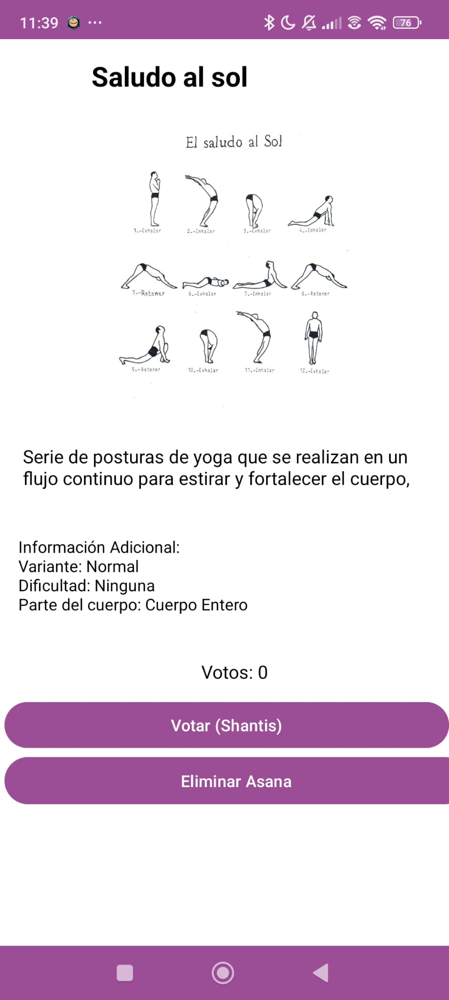 11:39
76
Saludo al sol
El saludo al Sol
1.-Exhalar 2.-Inhalar 3.-Exhalar 4.-Inhalar
5.-Retener 6.-Exhalar 7.-Inhalar 8.-Retener
9.-Retener 10.-Exhalar 11.-Inhalar 12.-Exhalar
Serie de posturas de yoga que se realizan en un
flujo continuo para estirar y fortalecer el cuerpo,
Información Adicional:
Variante: Normal
Dificultad: Ninguna
Parte del cuerpo: Cuerpo Entero
Votos: 0
Votar (Shantis)
Eliminar Asana